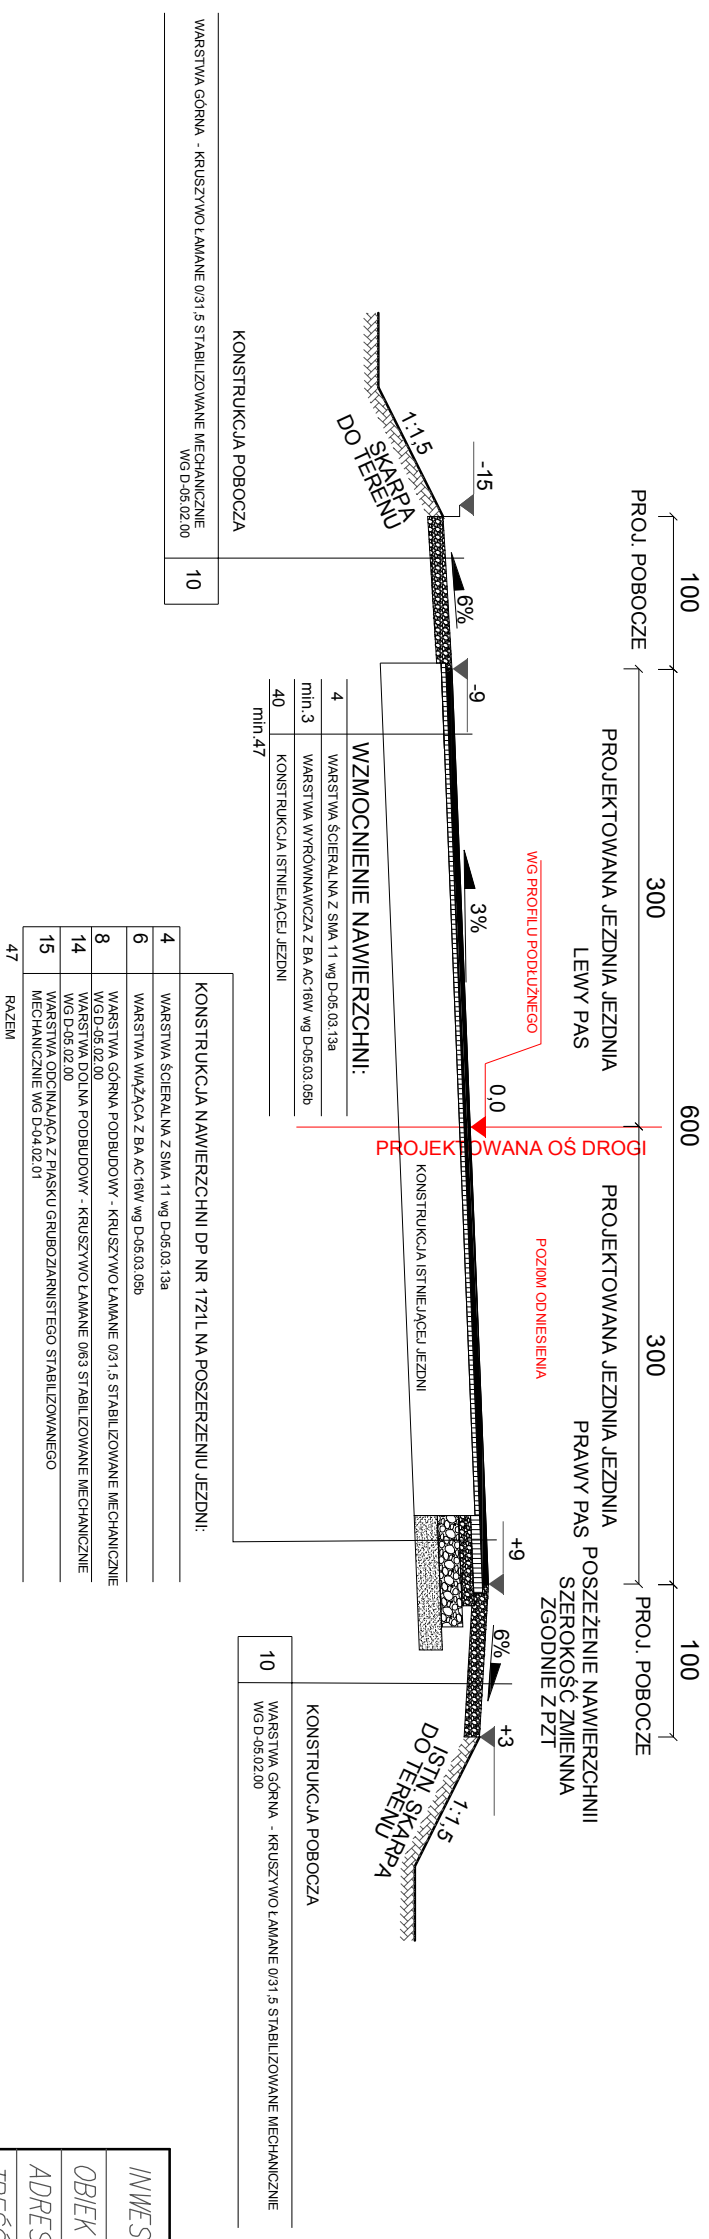 100
600
100
PROJ. POBOCZE
300
300
PROJ. POBOCZE
PROJEKTOWANA JEZDNIA JEZDNIA
LEWY PAS
PROJEKTOWANA JEZDNIA JEZDNIA
PRAWY PAS
POSZEŻENIE NAWIERZCHNII
SZEROKOŚĆ ZMIENNA
ZGODNIE Z PZT
WG PROFILU PODŁUŻNEGO
POZI0M ODNIESIENIA
PROJEKTOWANA OŚ DROGI
-15
6%
-9
3%
0,0
+9
6%
+3
1:1,5
SKARPA
DO TERENU
1:1,5
ISTN. SKARPA
DO TERENU
KONSTRUKCJA ISTNIEJĄCEJ JEZDNI
WZMOCNIENIE NAWIERZCHNI:
4 WARSTWA ŚCIERALNA Z SMA 11 wg D-05.03.13a
min.3 WARSTWA WYRÓWNAWCZA Z BA AC16W wg D-05.03.05b
40 KONSTRUKCJA ISTNIEJĄCEJ JEZDNI
min.47
KONSTRUKCJA POBOCZA
WARSTWA GÓRNA - KRUSZYWO ŁAMANE 0/31,5 STABILIZOWANE MECHANICZNIE
WG D-05.02.00
10
KONSTRUKCJA POBOCZA
10 WARSTWA GÓRNA - KRUSZYWO ŁAMANE 0/31,5 STABILIZOWANE MECHANICZNIE
WG D-05.02.00
KONSTRUKCJA NAWIERZCHNI DP NR 1721L NA POSZERZENIU JEZDNI:
4 WARSTWA ŚCIERALNA Z SMA 11 wg D-05.03.13a
6 WARSTWA WIĄŻĄCA Z BA AC16W wg D-05.03.05b
8 WARSTWA GÓRNA PODBUDOWY - KRUSZYWO ŁAMANE 0/31,5 STABILIZOWANE MECHANICZNIE
WG D-05.02.00
14 WARSTWA DOLNA PODBUDOWY - KRUSZYWO ŁAMANE 0/63 STABILIZOWANE MECHANICZNIE
WG D-05.02.00
15 WARSTWA ODCINAJĄCA Z PIASKU GRUBOZIARNISTEGO STABILIZOWANEGO
MECHANICZNIE WG D-04.02.01
47 RAZEM
INWES
OBIEK
ADRES